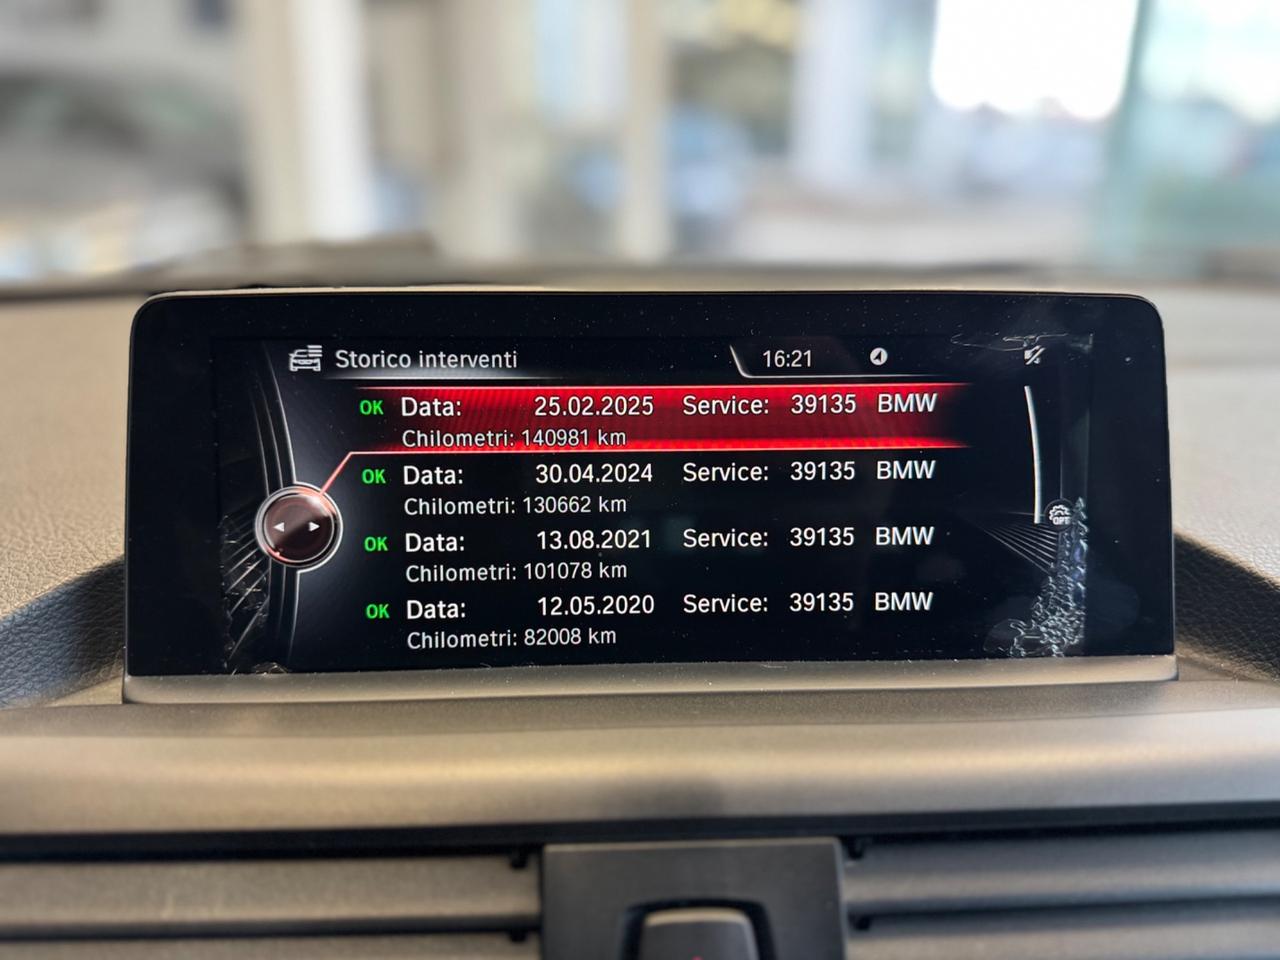 Storico interventi 16:21
OK Data: 25.02.2025 Service: 39135 BMW
Chilometri: 140981 km
OK Data: 30.04.2024 Service: 39135 BMW
Chilometri: 130662 km
OK Data: 13.08.2021 Service: 39135 BMW
Chilometri: 101078 km
OK Data: 12.05.2020 Service: 39135 BMW
Chilometri: 82008 km
OPT